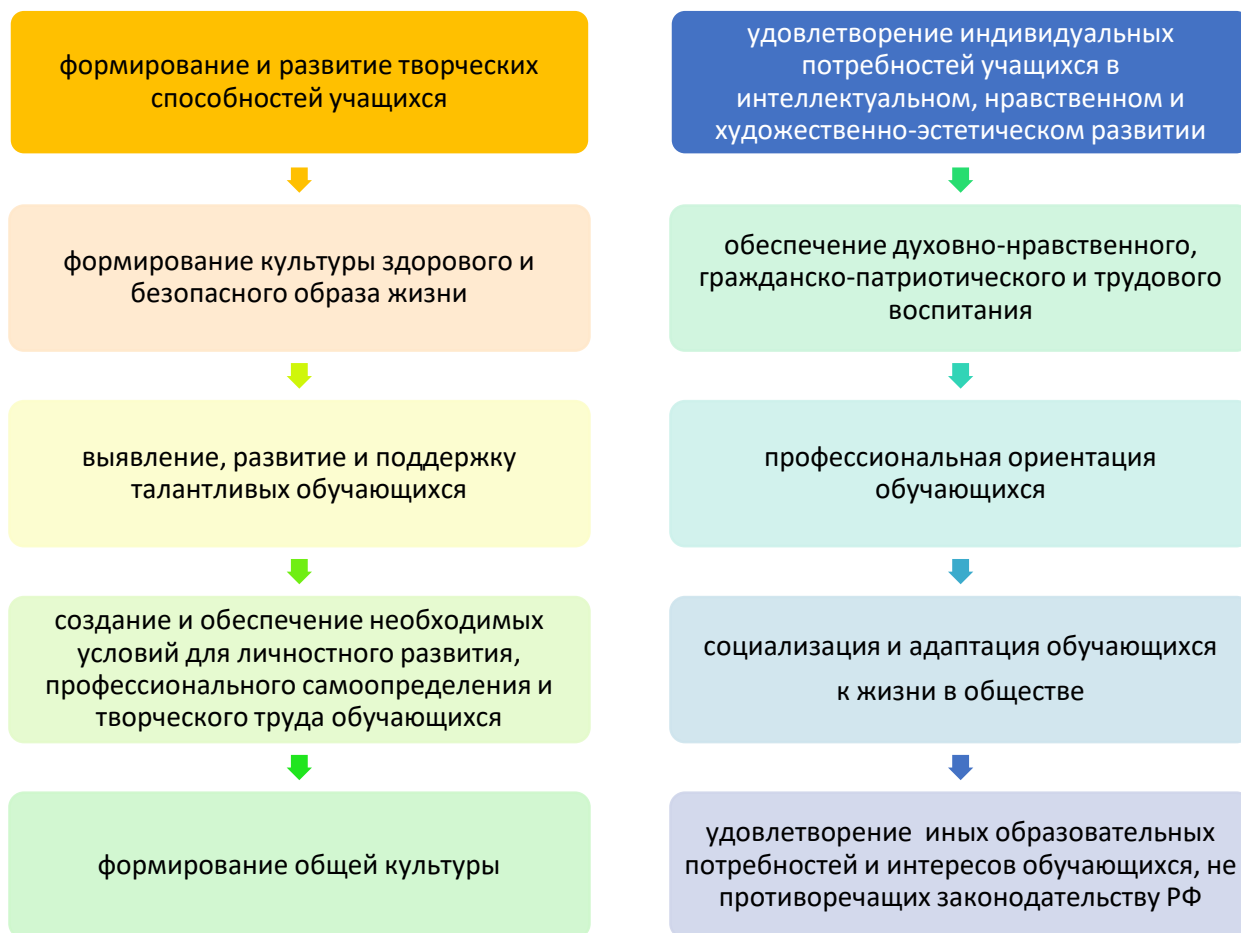 формирование и развитие творческих
способностей учащихся
формирование культуры здорового и
безопасного образа жизни
выявление, развитие и поддержку
талантливых обучающихся
создание и обеспечение необходимых
условий для личностного развития,
профессионального самоопределения и
творческого труда обучающихся
формирование общей культуры
удовлетворение индивидуальных
потребностей учащихся в
интеллектуальном, нравственном и
художественно-эстетическом развитии
обеспечение духовно-нравственного,
гражданско-патриотического и трудового
воспитания
профессиональная ориентация
обучающихся
социализация и адаптация обучающихся
к жизни в обществе
удовлетворение иных образовательных
потребностей и интересов обучающихся, не
противоречащих законодательству РФ